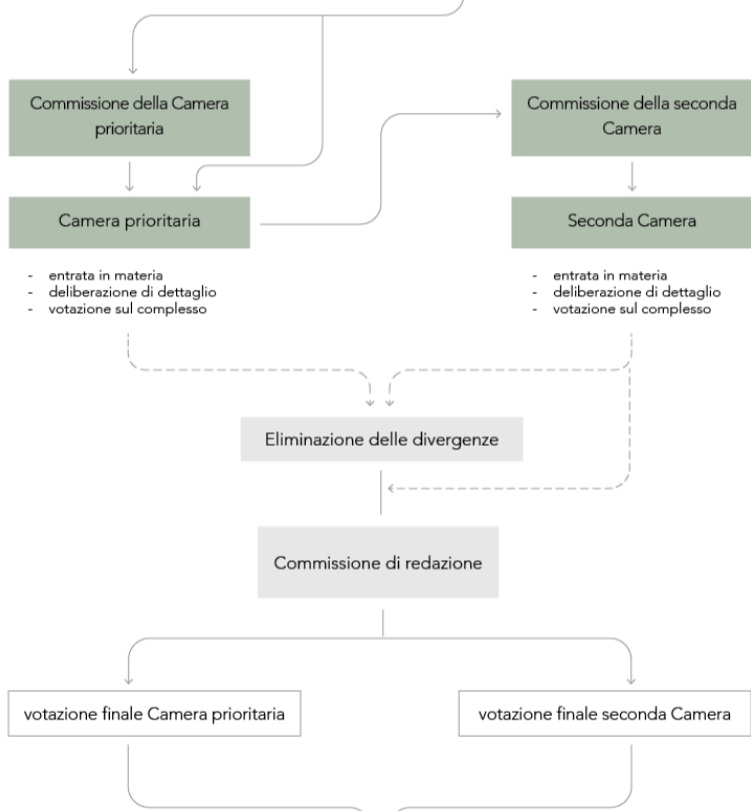 Commissione della Camera
prioritaria
Commissione della seconda
Camera
Camera prioritaria
Seconda Camera
- entrata in materia
- deliberazione di dettaglio
- votazione sul complesso
- entrata in materia
- deliberazione di dettaglio
- votazione sul complesso
Eliminazione delle divergenze
Commissione di redazione
votazione finale Camera prioritaria
votazione finale seconda Camera